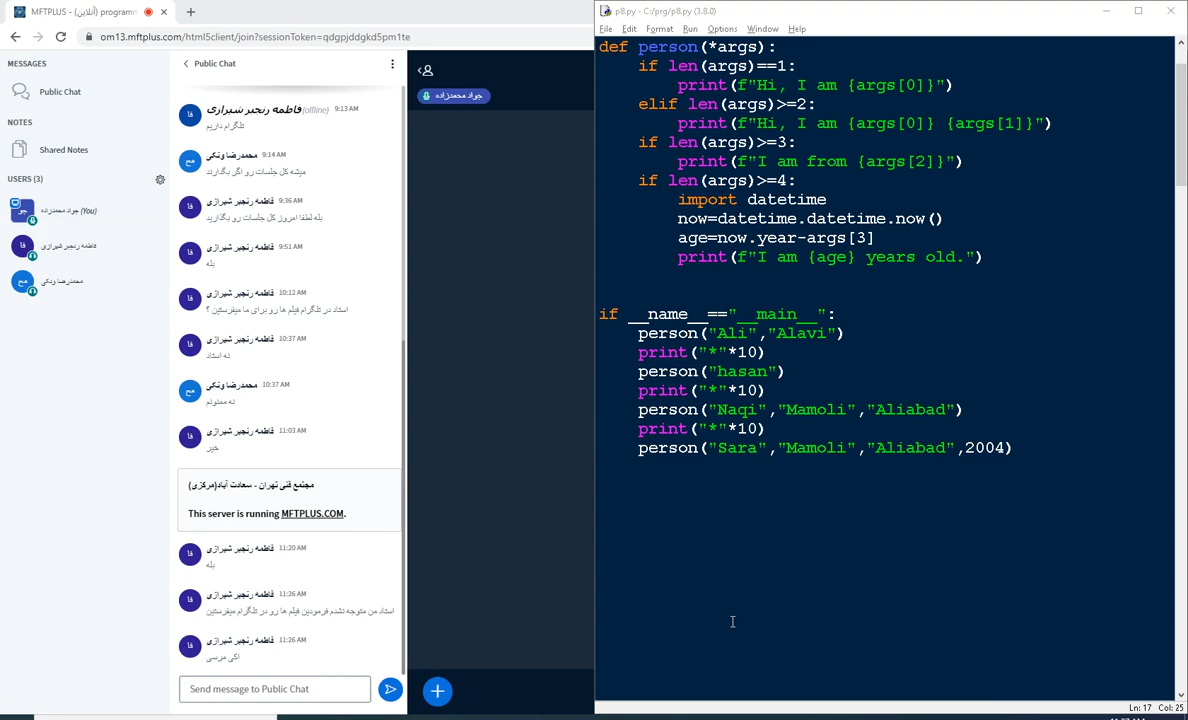 MFTPLUS - (آنلاین) programm
om13.mftplus.com/html5client/join?sessionToken=qdgpjddgkd5pm1te
MESSAGES
Public Chat
NOTES
Shared Notes
USERS (3)
جواد محمدزاده (You)
فاطمه رنجبر شیرازی
محمدرضا ونکی
Public Chat
فاطمه رنجبر شیرازی (offline) 9:13 AM
تلگرام داریم
محمدرضا ونکی 9:14 AM
میشه کل جلسات رو اگر بگذارند
فاطمه رنجبر شیرازی 9:36 AM
بله لطفا امروز کل جلسات رو بگذارید
فاطمه رنجبر شیرازی 9:51 AM
بله
فاطمه رنجبر شیرازی 10:12 AM
استاد در تلگرام فیلم ها رو برای ما میفرستین ؟
فاطمه رنجبر شیرازی 10:37 AM
نه استاد
محمدرضا ونکی 10:37 AM
نه ممنونم
فاطمه رنجبر شیرازی 11:03 AM
خیر
مجتمع فنی تهران - سعادت آباد(مرکزی)
This server is running MFTPLUS.COM.
فاطمه رنجبر شیرازی 11:20 AM
بله
فاطمه رنجبر شیرازی 11:26 AM
استاد من متوجه نشدم فرمودین فیلم ها رو در تلگرام میفرستین
فاطمه رنجبر شیرازی 11:26 AM
اکی مرسی
Send message to Public Chat
جواد محمدزاده
p8.py - C:/prg/p8.py (3.8.0)
File Edit Format Run Options Window Help
def person(*args):
    if len(args)==1:
        print(f"Hi, I am {args[0]}")
    elif len(args)>=2:
        print(f"Hi, I am {args[0]} {args[1]}")
    if len(args)>=3:
        print(f"I am from {args[2]}")
    if len(args)>=4:
        import datetime
        now=datetime.datetime.now()
        age=now.year-args[3]
        print(f"I am {age} years old.")
if __name__=="__main__":
    person("Ali","Alavi")
    print("*"*10)
    person("hasan")
    print("*"*10)
    person("Naqi","Mamoli","Aliabad")
    print("*"*10)
    person("Sara","Mamoli","Aliabad",2004)
Ln: 17 Col: 25